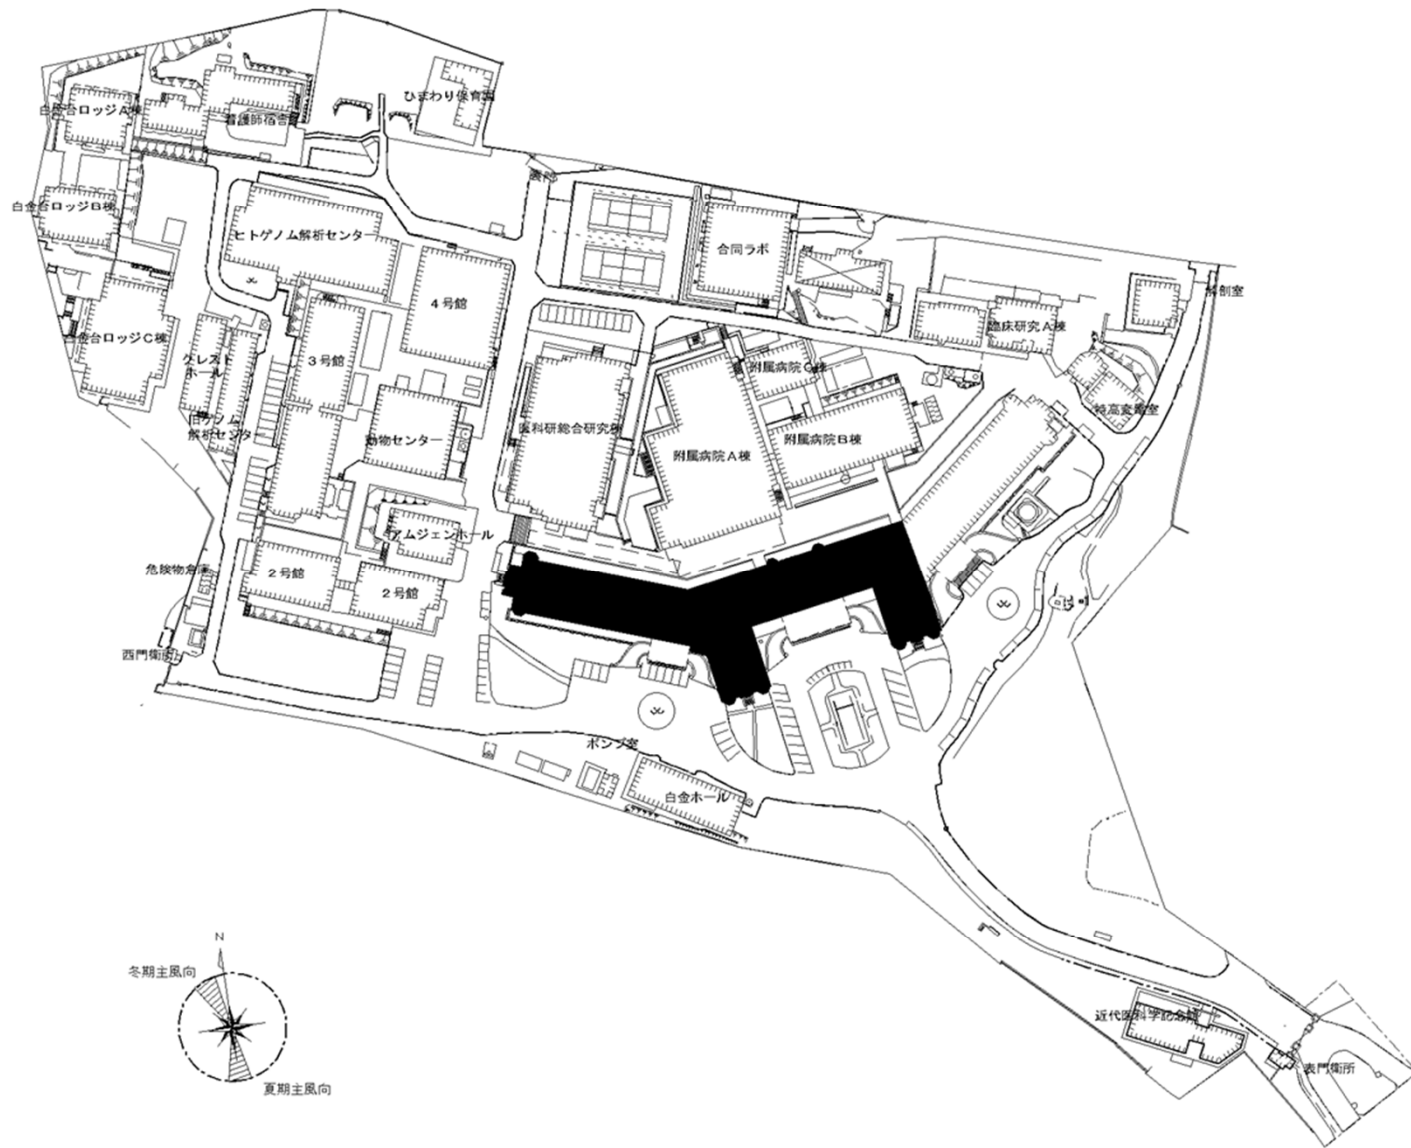 ひまわり保育園
白金台ロッジA棟
看護師宿舎
白金台ロッジB棟
ヒトゲノム解析センター
合同ラボ
4号館
解剖室
臨床研究A棟
白金台ロッジC棟
クレスト
ホール
3号館
附属病院C棟
特高変電室
旧ゲノム
解析センター
動物センター
医科研総合研究棟
附属病院A棟
附属病院B棟
アムジェンホール
危険物倉庫
2号館
2号館
西門衛所
ポンプ室
白金ホール
N
冬期主風向
近代医科学記念館
表門衛所
夏期主風向